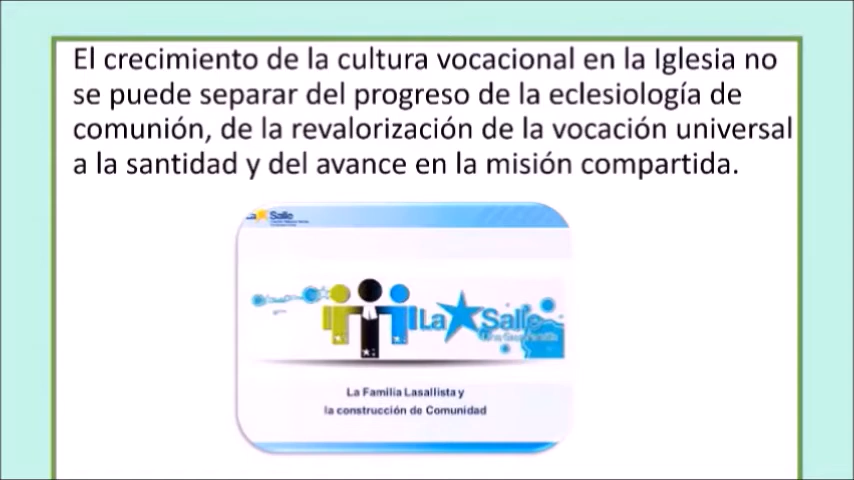 El crecimiento de la cultura vocacional en la Iglesia no
se puede separar del progreso de la eclesiología de
comunión, de la revalorización de la vocación universal
a la santidad y del avance en la misión compartida.
La Salle
La Salle
La Familia Lasallista y
la construcción de Comunidad